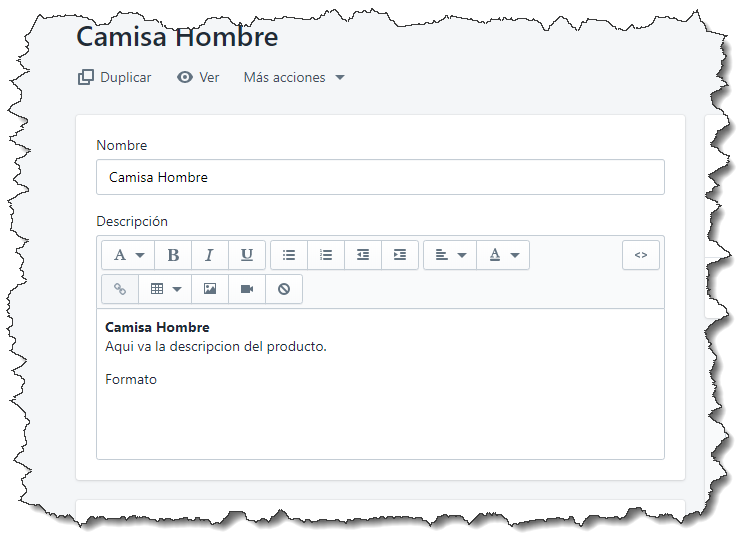 Camisa Hombre
Duplicar Ver Más acciones
Nombre
Camisa Hombre
Descripción
A B I U A <>
Camisa Hombre
Aqui va la descripcion del producto.
Formato